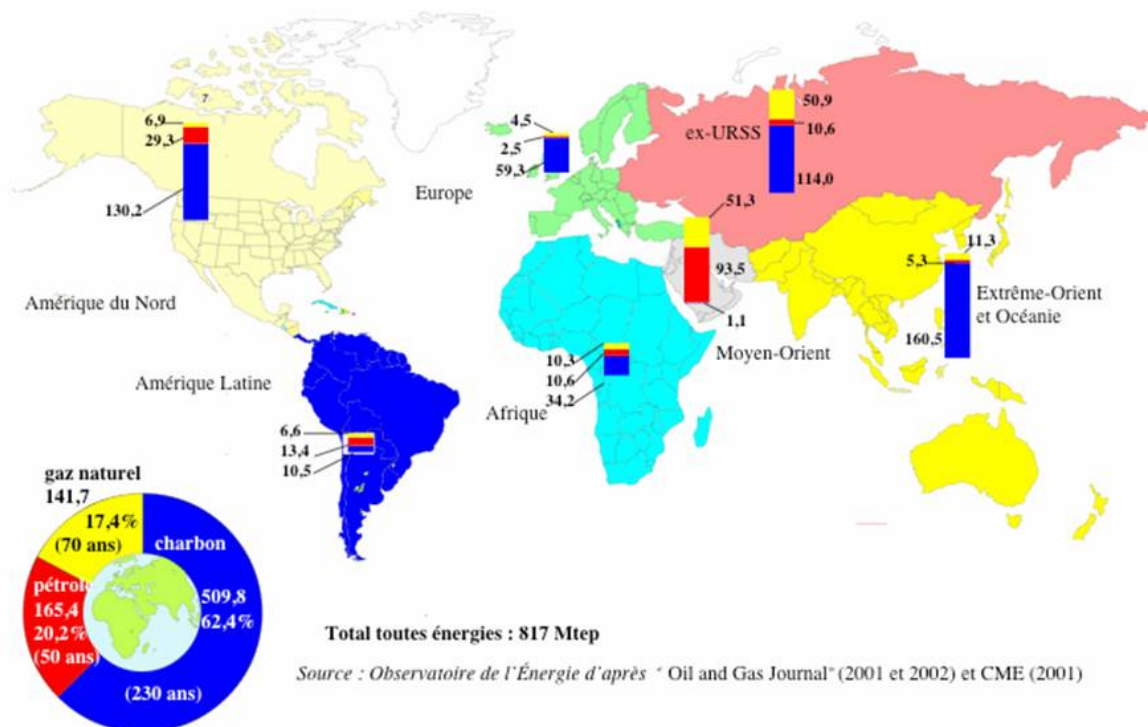 7
6,9
29,3
130,2
Amérique du Nord
4,5
2,5
59,3
Europe
ex-URSS
50,9
10,6
114,0
51,3
93,5
1,1
Moyen-Orient
11,3
5,3
160,5
Extrême-Orient
et Océanie
10,3
10,6
34,2
Afrique
Amérique Latine
6,6
13,4
10,5
gaz naturel
141,7
17,4%
(70 ans)
charbon
509,8
62,4%
(230 ans)
pétrole
165,4
20,2%
(50 ans)
Total toutes énergies : 817 Mtep
Source : Observatoire de l'Énergie d'après " Oil and Gas Journal" (2001 et 2002) et CME (2001)